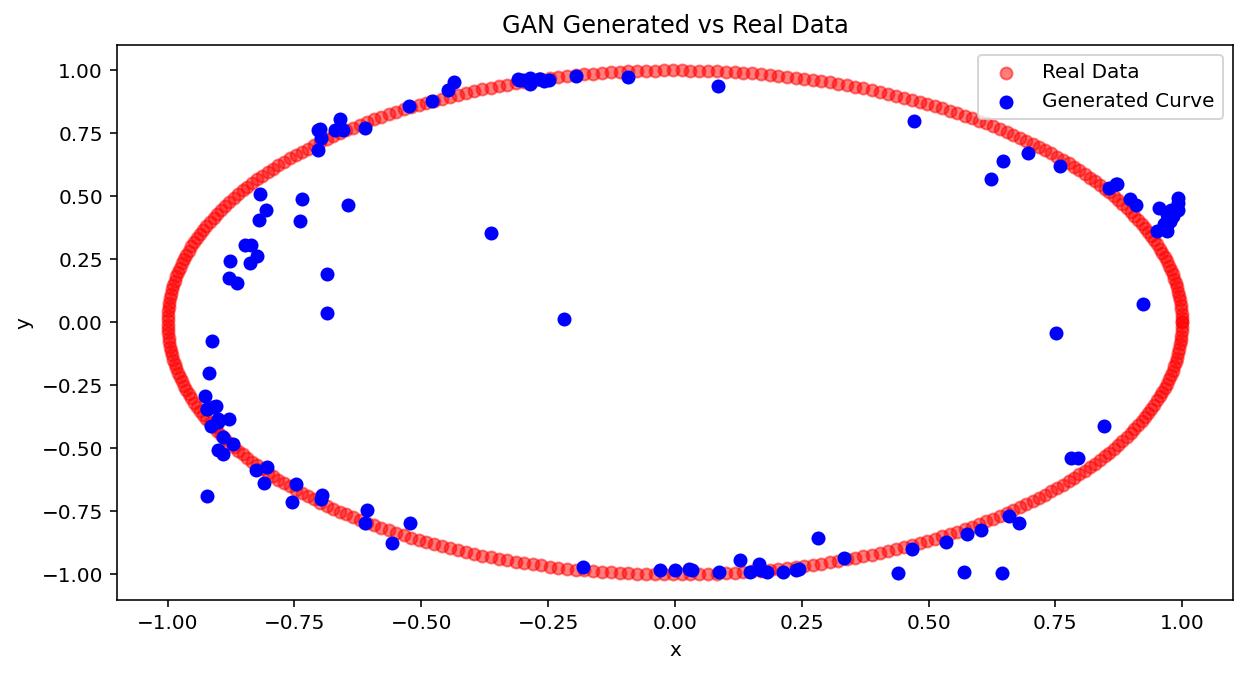 GAN Generated vs Real Data
Real Data
Generated Curve
1.00
0.75
0.50
0.25
0.00
−0.25
−0.50
−0.75
−1.00
y
−1.00 −0.75 −0.50 −0.25 0.00 0.25 0.50 0.75 1.00
x